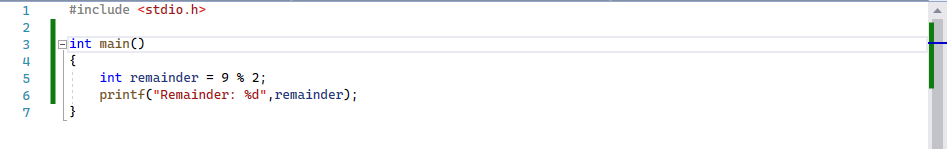 1 #include <stdio.h>
2
3 int main()
4 {
5 int remainder = 9 % 2;
6 printf("Remainder: %d",remainder);
7 }